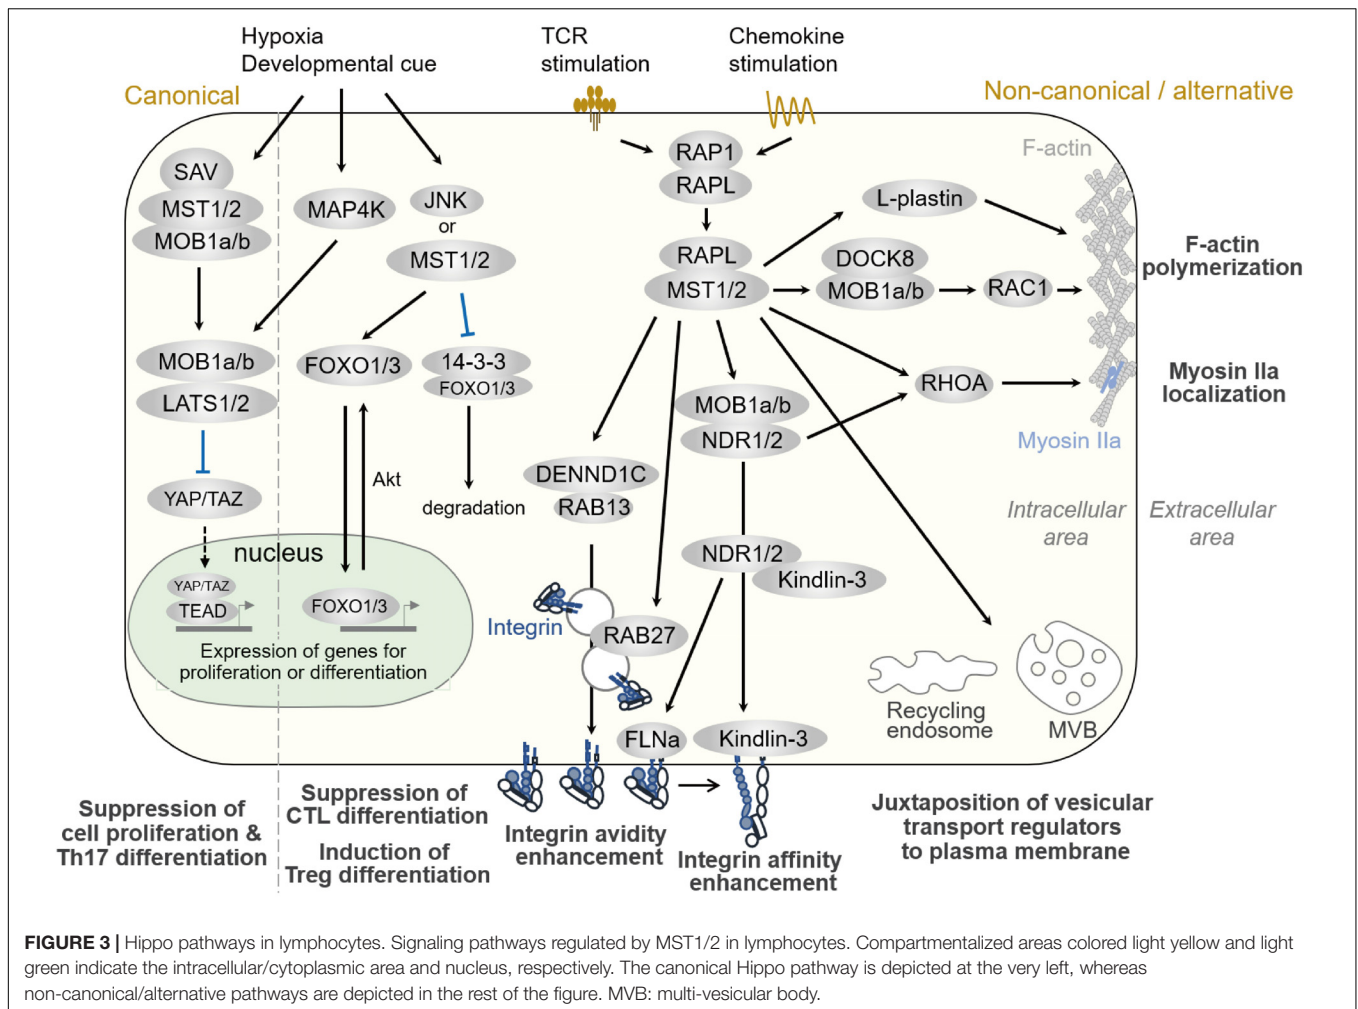 Hypoxia
Developmental cue
TCR
stimulation
Chemokine
stimulation
Canonical
Non-canonical / alternative
F-actin
SAV
MST1/2
MOB1a/b
MAP4K
JNK
or
MST1/2
RAP1
RAPL
RAPL
MST1/2
L-plastin
DOCK8
MOB1a/b
RAC1
F-actin
polymerization
MOB1a/b
LATS1/2
FOXO1/3
14-3-3
FOXO1/3
MOB1a/b
NDR1/2
RHOA
Myosin IIa
localization
Myosin IIa
YAP/TAZ
Akt
degradation
DENND1C
RAB13
Intracellular
area
Extracellular
area
nucleus
YAP/TAZ
TEAD
FOXO1/3
Expression of genes for
proliferation or differentiation
NDR1/2
Kindlin-3
Integrin
RAB27
Recycling
endosome
MVB
FLNa
Kindlin-3
Suppression of
cell proliferation &
Th17 differentiation
Suppression of
CTL differentiation
Induction of
Treg differentiation
Integrin avidity
enhancement
Integrin affinity
enhancement
Juxtaposition of vesicular
transport regulators
to plasma membrane
FIGURE 3 | Hippo pathways in lymphocytes. Signaling pathways regulated by MST1/2 in lymphocytes. Compartmentalized areas colored light yellow and light
green indicate the intracellular/cytoplasmic area and nucleus, respectively. The canonical Hippo pathway is depicted at the very left, whereas
non-canonical/alternative pathways are depicted in the rest of the figure. MVB: multi-vesicular body.